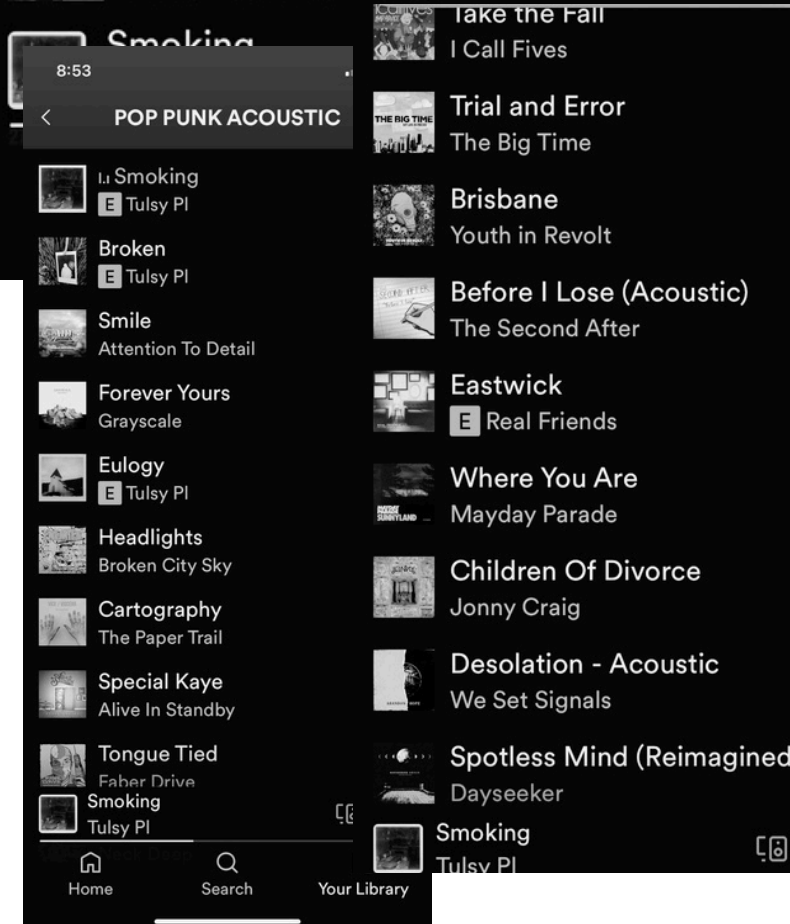 Smoking
8:53
POP PUNK ACOUSTIC
Smoking
E Tulsy Pl
Broken
E Tulsy Pl
Smile
Attention To Detail
Forever Yours
Grayscale
Eulogy
E Tulsy Pl
Headlights
Broken City Sky
Cartography
The Paper Trail
Special Kaye
Alive In Standby
Tongue Tied
Faber Drive
Smoking
Tulsy Pl
Home
Search
Your Library
Take the Fall
I Call Fives
THE BIG TIME
Trial and Error
The Big Time
Brisbane
Youth in Revolt
Before I Lose (Acoustic)
The Second After
Eastwick
E Real Friends
SUNNYLAND
Where You Are
Mayday Parade
Children Of Divorce
Jonny Craig
Desolation - Acoustic
We Set Signals
Spotless Mind (Reimagined
Dayseeker
Smoking
Tulsy Pl